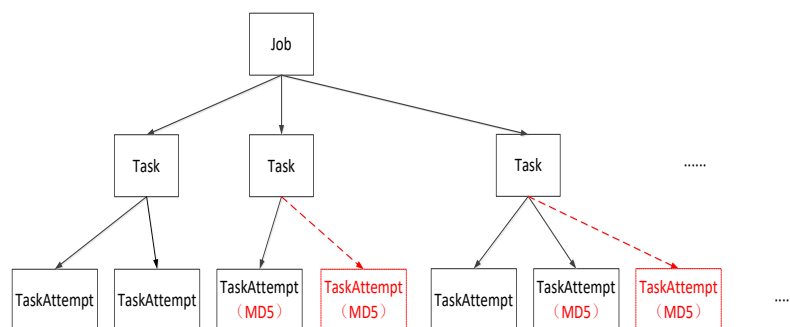 Job
Task
Task
Task
......
TaskAttempt
TaskAttempt
TaskAttempt
（MD5）
TaskAttempt
（MD5）
TaskAttempt
TaskAttempt
（MD5）
TaskAttempt
（MD5）
....